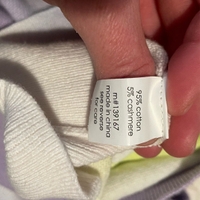 95% cotton
5% cashmere
m#139167
made in china
see reverse
for care